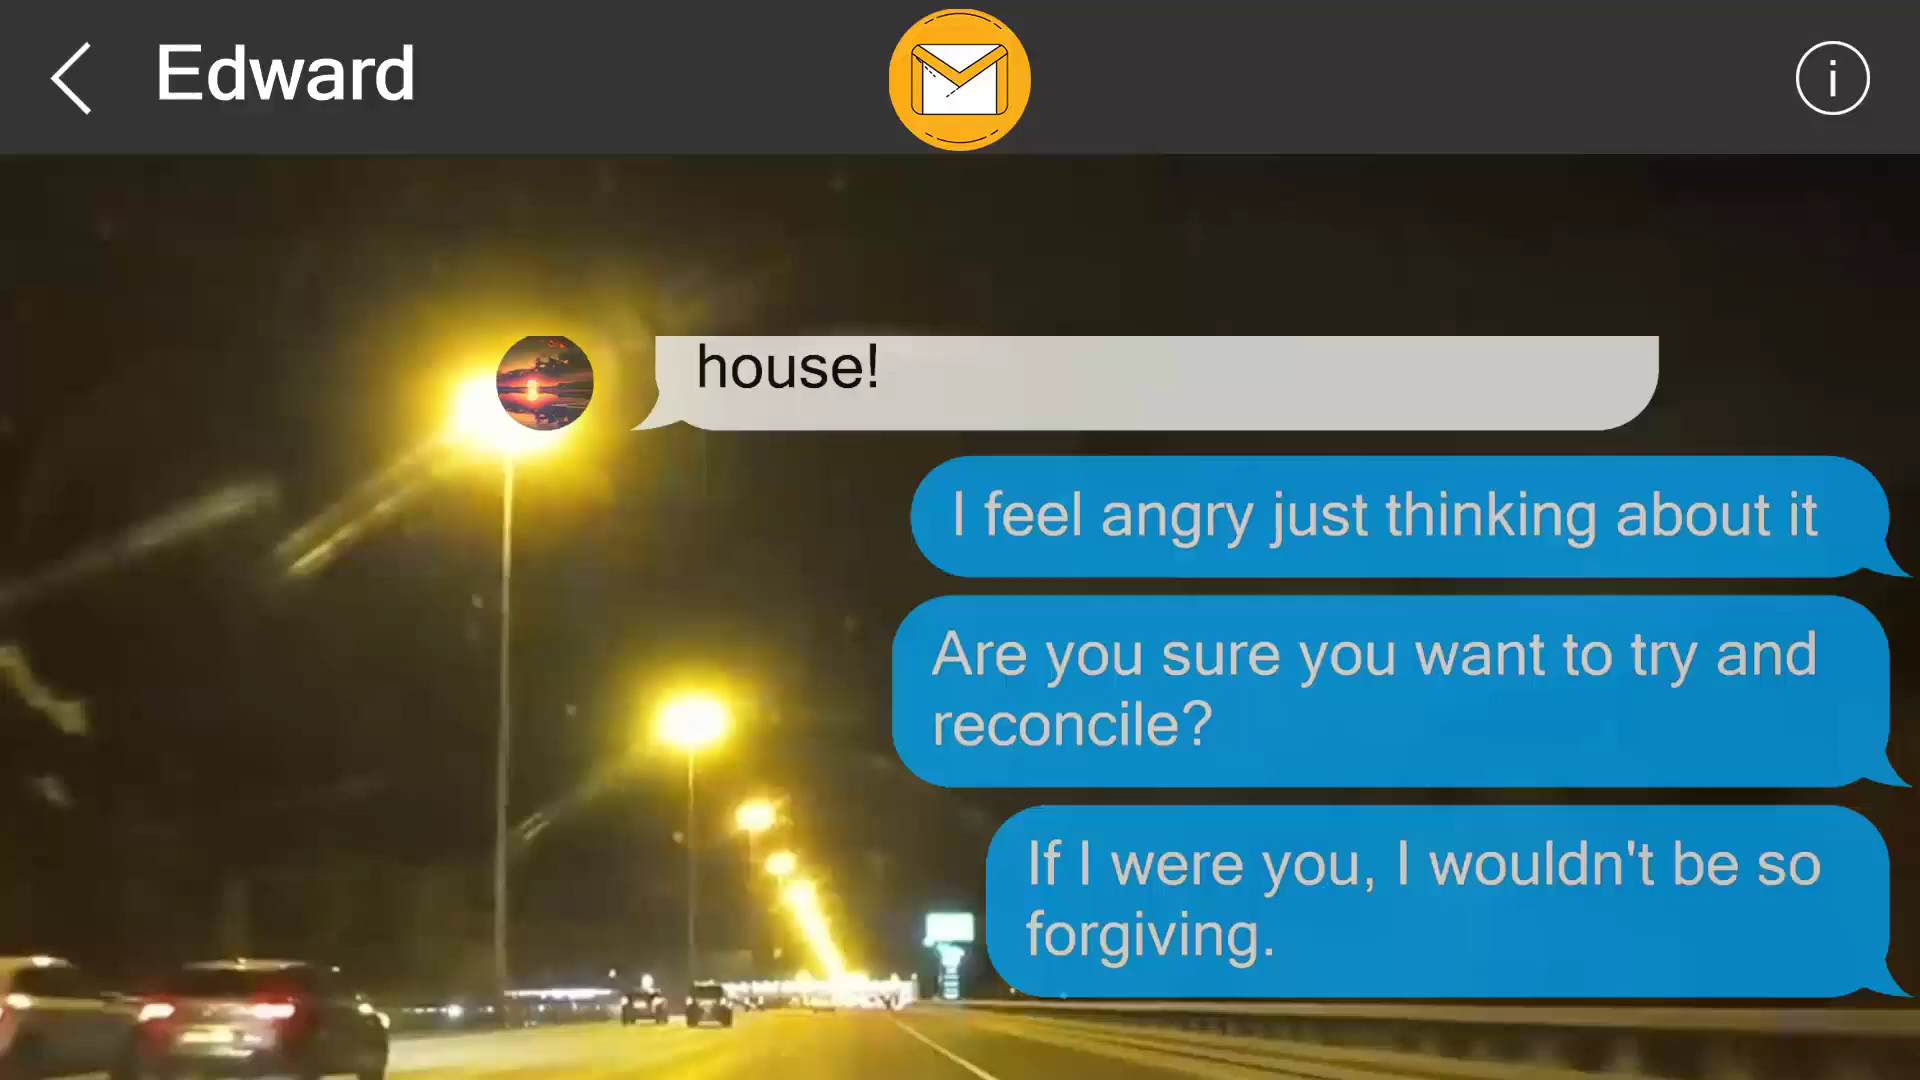 Edward
i
house!
I feel angry just thinking about it
Are you sure you want to try and
reconcile?
If I were you, I wouldn't be so
forgiving.